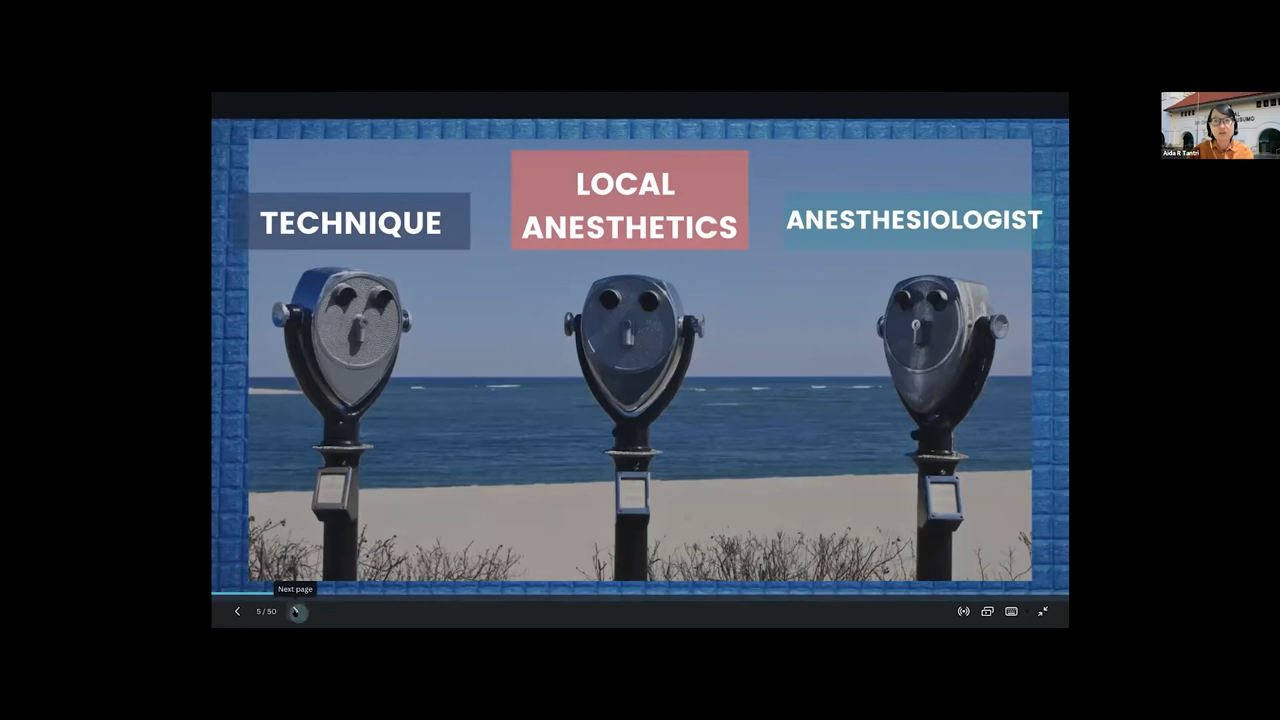 TECHNIQUE
LOCAL
ANESTHETICS
ANESTHESIOLOGIST
Aida R Tantri
Next page
5 / 50